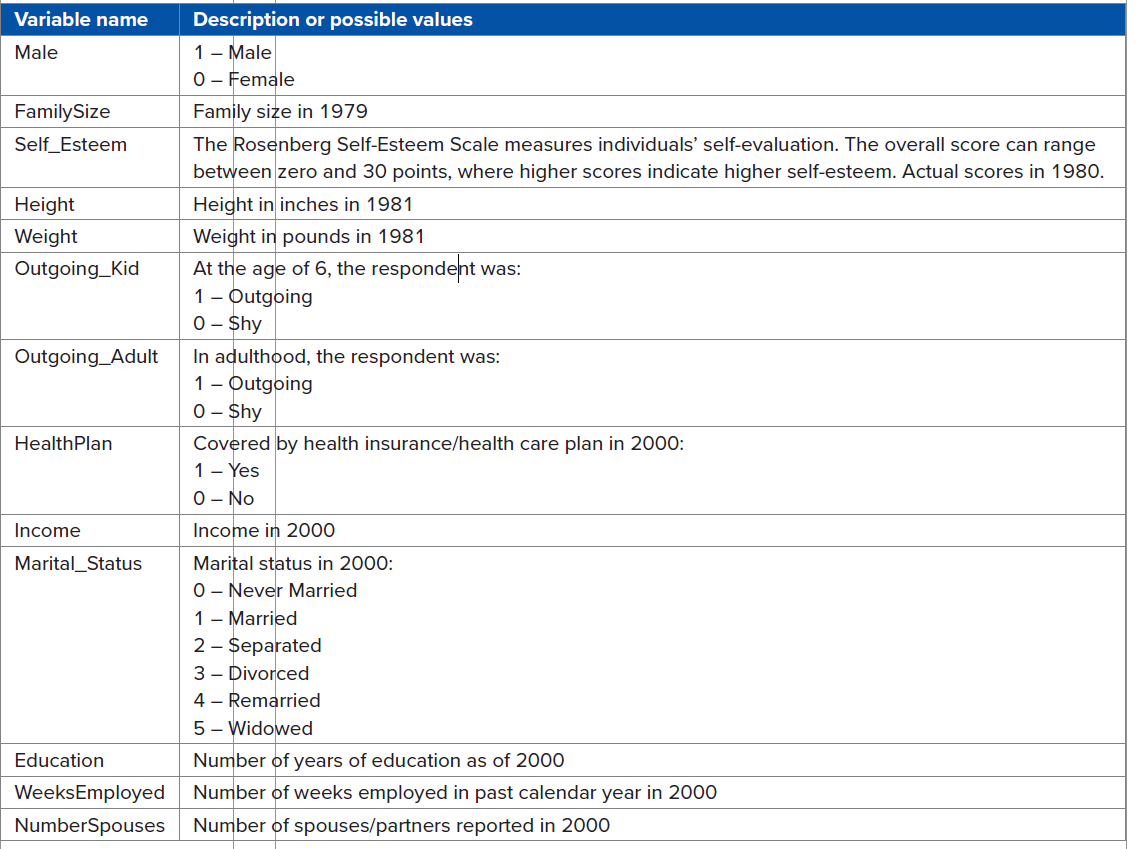 Variable name Description or possible values
Male 1 – Male
0 – Female
FamilySize Family size in 1979
Self_Esteem The Rosenberg Self-Esteem Scale measures individuals’ self-evaluation. The overall score can range
between zero and 30 points, where higher scores indicate higher self-esteem. Actual scores in 1980.
Height Height in inches in 1981
Weight Weight in pounds in 1981
Outgoing_Kid At the age of 6, the respondent was:
1 – Outgoing
0 – Shy
Outgoing_Adult In adulthood, the respondent was:
1 – Outgoing
0 – Shy
HealthPlan Covered by health insurance/health care plan in 2000:
1 – Yes
0 – No
Income Income in 2000
Marital_Status Marital status in 2000:
0 – Never Married
1 – Married
2 – Separated
3 – Divorced
4 – Remarried
5 – Widowed
Education Number of years of education as of 2000
WeeksEmployed Number of weeks employed in past calendar year in 2000
NumberSpouses Number of spouses/partners reported in 2000